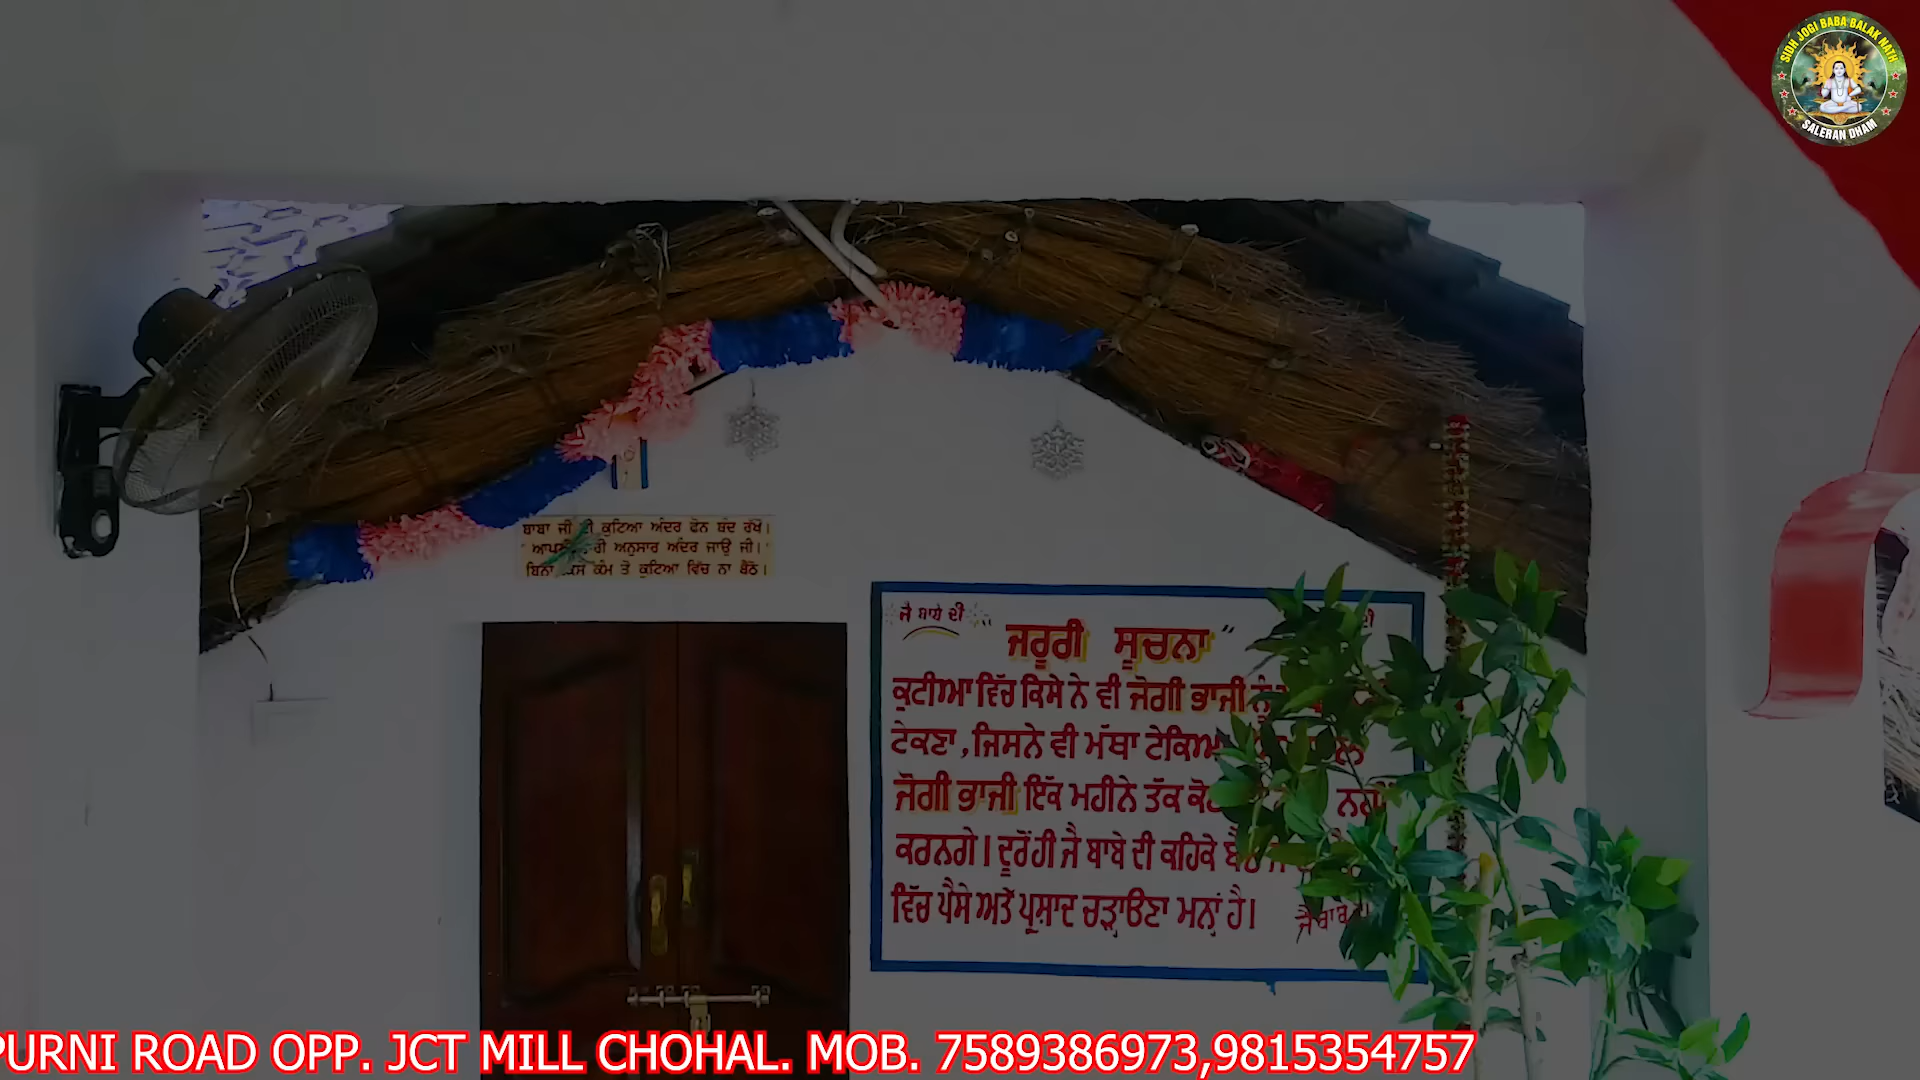 SIDH JOGI BABA BALAK NATH
SALERAN DHAM
ਬਾਬਾ ਜੀ ਦੀ ਕੁਟਿਆ ਅੰਦਰ ਫੋਨ ਬੰਦ ਰੱਖੋ।
ਆਪਣੀ ਵਾਰੀ ਅਨੁਸਾਰ ਅੰਦਰ ਜਾਉ ਜੀ।
ਬਿਨਾਂ ਕਿਸੇ ਕੰਮ ਤੋਂ ਕੁਟਿਆ ਵਿੱਚ ਨਾ ਬੈਠੋ।
ਜੈ ਬਾਬੇ ਦੀ
ਜਰੂਰੀ ਸੂਚਨਾ"
ਕੁਟੀਆ ਵਿੱਚ ਕਿਸੇ ਨੇ ਵੀ ਜੋਗੀ ਭਾਜੀ ਨੂੰ
ਟੇਕਣਾ, ਜਿਸਨੇ ਵੀ ਮੱਥਾ ਟੇਕਿਆ
ਜੋਗੀ ਭਾਜੀ ਇੱਕ ਮਹੀਨੇ ਤੱਕ
ਕਰਨਗੇ। ਦੂਰੋਂਹੀ ਜੈ ਬਾਬੇ ਦੀ ਕਹਿਕੇ
ਵਿੱਚ ਪੈਸੇ ਅਤੇ ਪ੍ਰਸ਼ਾਦ ਚੜ੍ਹਾਉਣਾ ਮਨਾਂ ਹੈ।
PURNI ROAD OPP. JCT MILL CHOHAL. MOB. 7589386973,9815354757